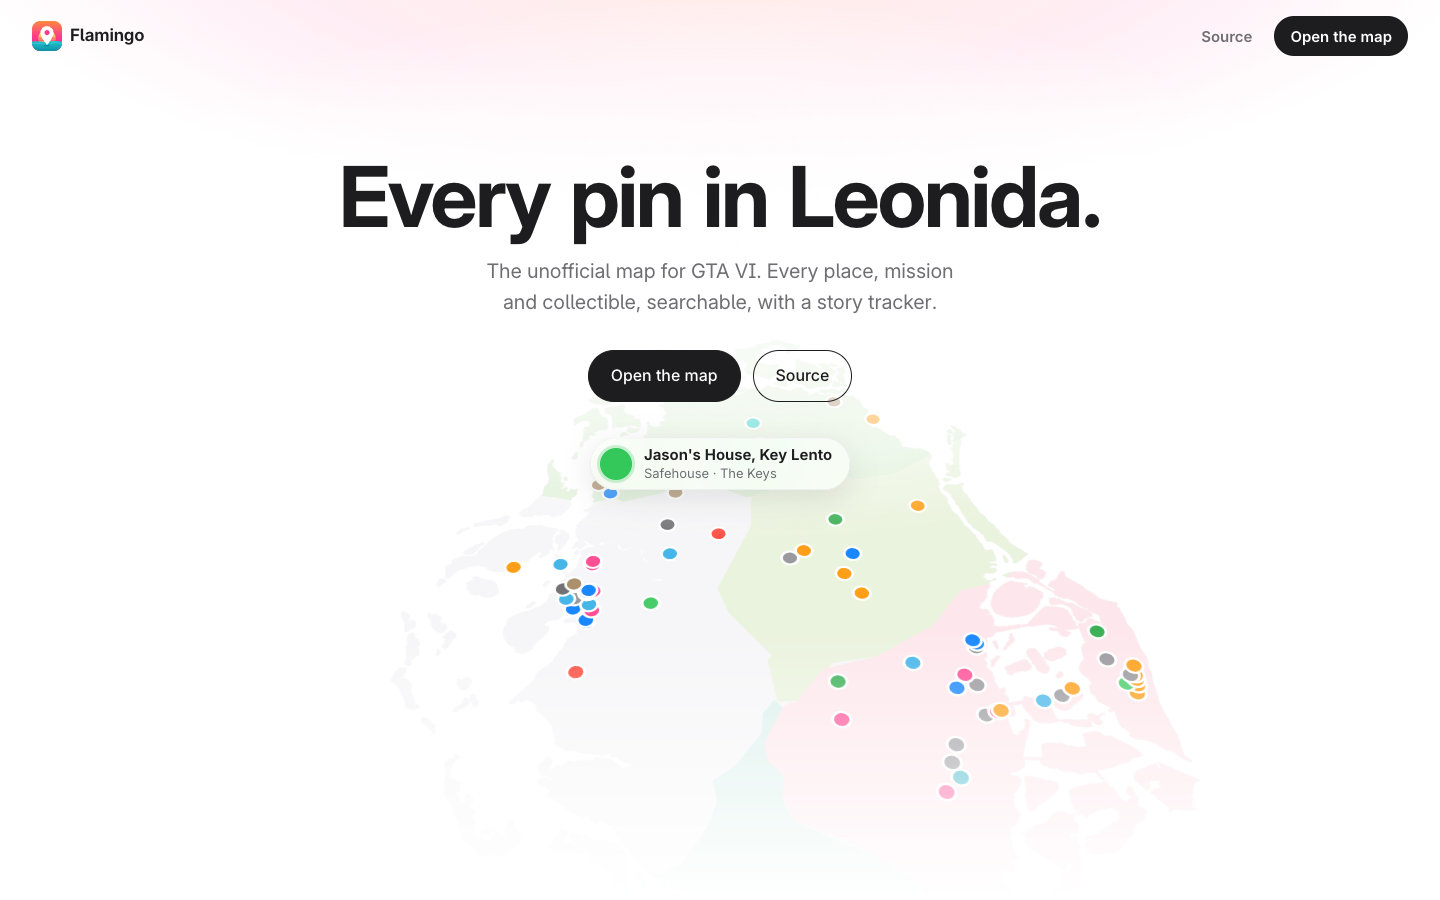 Flamingo
Source
Open the map
Every pin in Leonida.
The unofficial map for GTA VI. Every place, mission
and collectible, searchable, with a story tracker.
Open the map
Source
Jason's House, Key Lento
Safehouse · The Keys